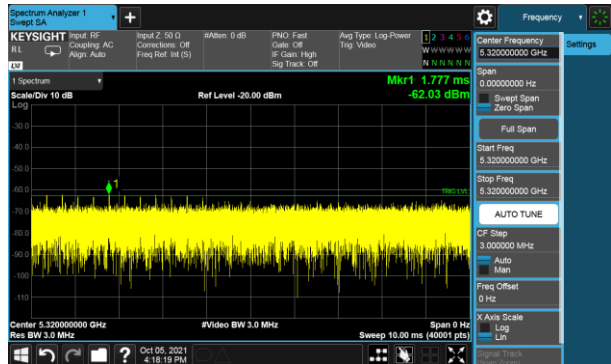 Spectrum Analyzer 1
Swept SA
Frequency
KEYSIGHT
RL
LXI
Input: RF
Coupling: AC
Align: Auto
Input Z: 50 Ω
Corrections: Off
Freq Ref: Int (S)
#Atten: 0 dB
PNO: Fast
Gate: Off
IF Gain: High
Sig Track: Off
Avg Type: Log-Power
Trig: Video
1 2 3 4 5 6
W W W W W W
N N N N N N
Center Frequency
5.320000000 GHz
Settings
Span
0.00000000 Hz
Swept Span
Zero Span
Full Span
Start Freq
5.320000000 GHz
Stop Freq
5.320000000 GHz
AUTO TUNE
CF Step
3.000000 MHz
Auto
Man
Freq Offset
0 Hz
X Axis Scale
Log
Lin
Signal Track
1 Spectrum
Scale/Div 10 dB
Log
Ref Level -20.00 dBm
Mkr1 1.777 ms
-62.03 dBm
-30.0
-40.0
-50.0
-60.0
-70.0
-80.0
-90.0
-100
-110
1
TRIG LVL
Center 5.320000000 GHz
Res BW 3.0 MHz
#Video BW 3.0 MHz
Span 0 Hz
Sweep 10.00 ms (40001 pts)
?
Oct 05, 2021
4:18:19 PM